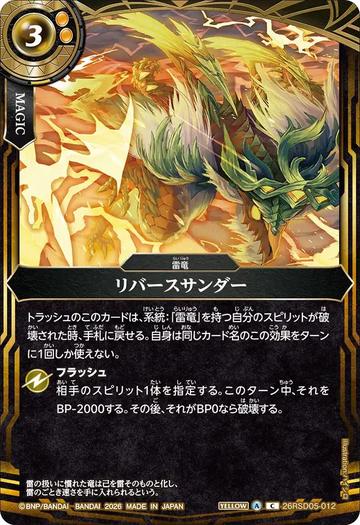 3
MAGIC
雷竜
リバースサンダー
トラッシュのこのカードは、系統:「雷竜」を持つ自分のスピリットが破
壊された時、手札に戻せる。自身は同じカード名のこの効果をターン
に1回しか使えない。
フラッシュ
相手のスピリット1体を指定する。このターン中、それを
BP-2000する。その後、それがBP0なら破壊する。
雷の扱いに慣れた竜は己を雷そのものと化し、
雷のごとき速さを手に入れられるという。
©BNP/BANDAI ・BANDAI 2026 MADE IN JAPAN
YELLOW A C 26RSD05-012